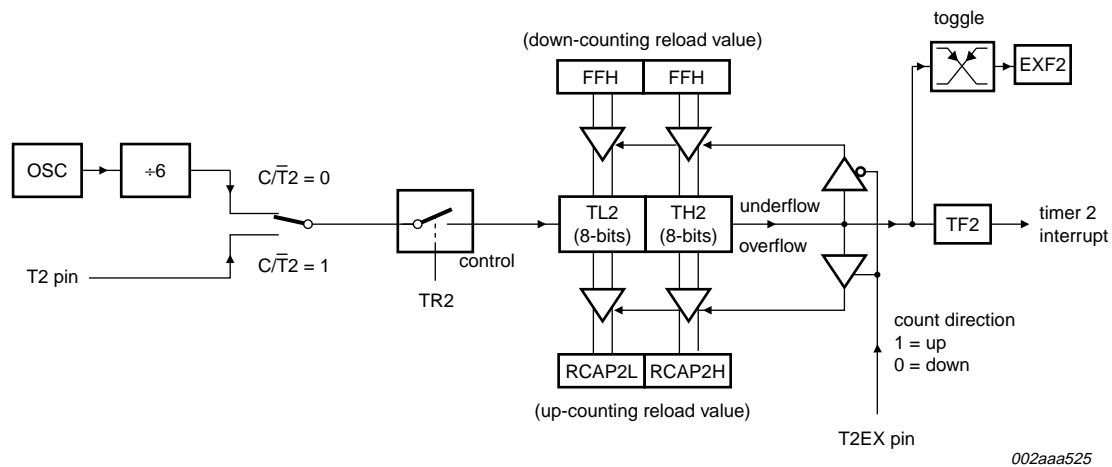 toggle
(down-counting reload value)
FFH FFH
EXF2
OSC
÷6
C/T̅2 = 0
TL2
(8-bits)
TH2
(8-bits)
underflow
overflow
TF2
timer 2
interrupt
C/T̅2 = 1
control
T2 pin
TR2
count direction
1 = up
0 = down
RCAP2L RCAP2H
(up-counting reload value)
T2EX pin
002aaa525